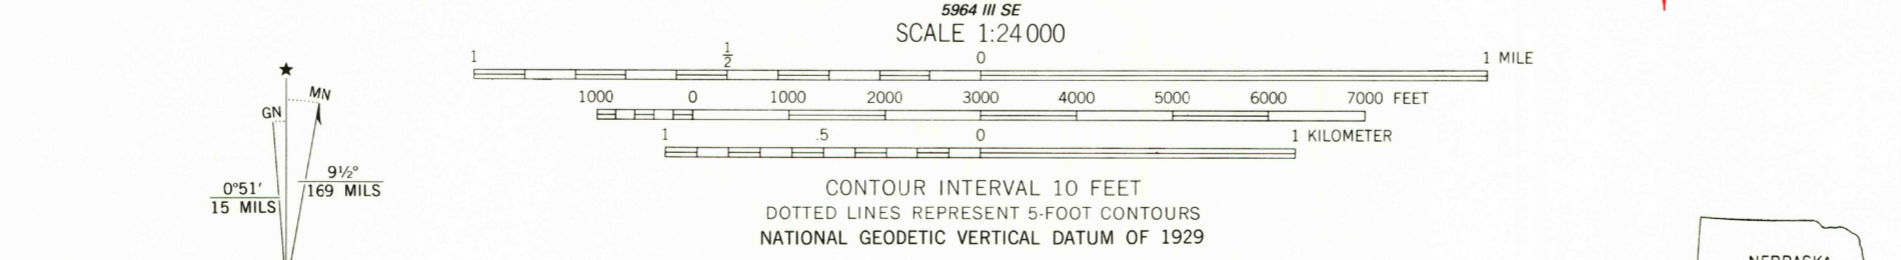 5964 III SE
SCALE 1:24 000
1 1/2 0 1 MILE
1000 0 1000 2000 3000 4000 5000 6000 7000 FEET
1 .5 0 1 KILOMETER
CONTOUR INTERVAL 10 FEET
DOTTED LINES REPRESENT 5-FOOT CONTOURS
NATIONAL GEODETIC VERTICAL DATUM OF 1929
★
MN
GN
9½°
169 MILS
0°51′
15 MILS
NEBRASKA